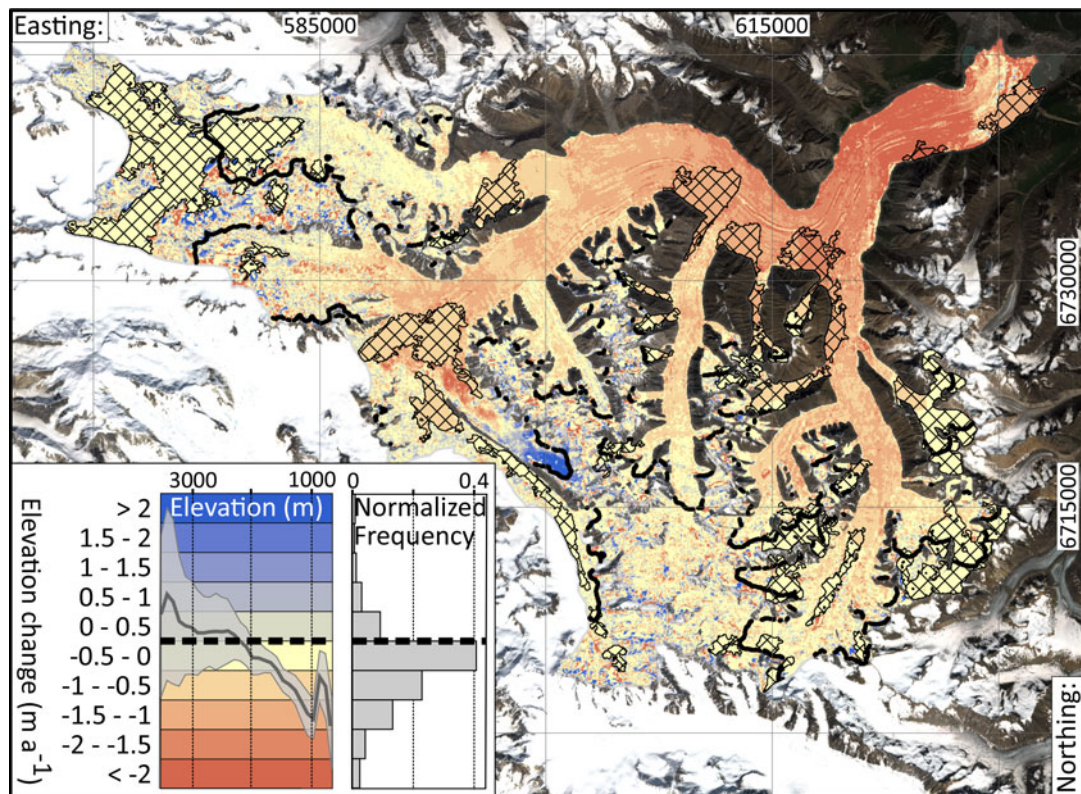 Easting:
585000
615000
6730000
6715000
Northing:
3000
1000
0
0.4
Elevation (m)
Normalized
Frequency
Elevation change (m a⁻¹)
> 2
1.5 - 2
1 - 1.5
0.5 - 1
0 - 0.5
-0.5 - 0
-1 - -0.5
-1.5 - -1
-2 - -1.5
< -2